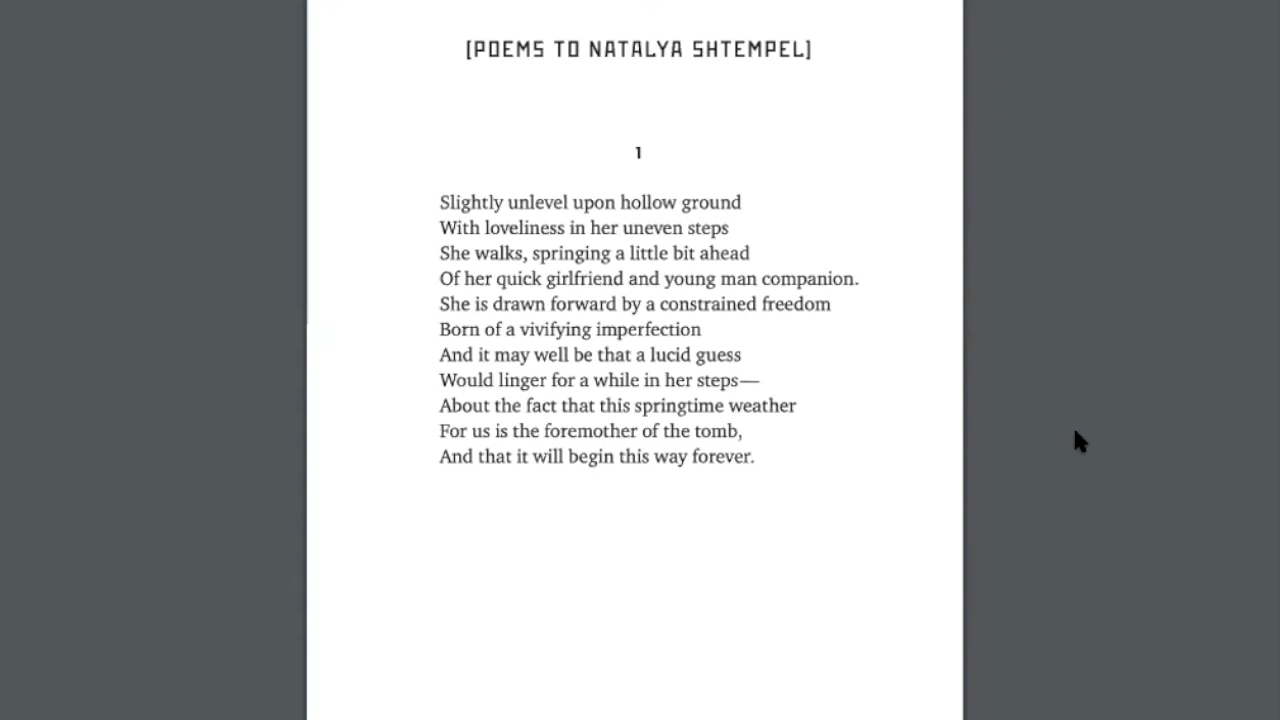 [POEMS TO NATALYA SHTEMPEL]
1
Slightly unlevel upon hollow ground
With loveliness in her uneven steps
She walks, springing a little bit ahead
Of her quick girlfriend and young man companion.
She is drawn forward by a constrained freedom
Born of a vivifying imperfection
And it may well be that a lucid guess
Would linger for a while in her steps—
About the fact that this springtime weather
For us is the foremother of the tomb,
And that it will begin this way forever.